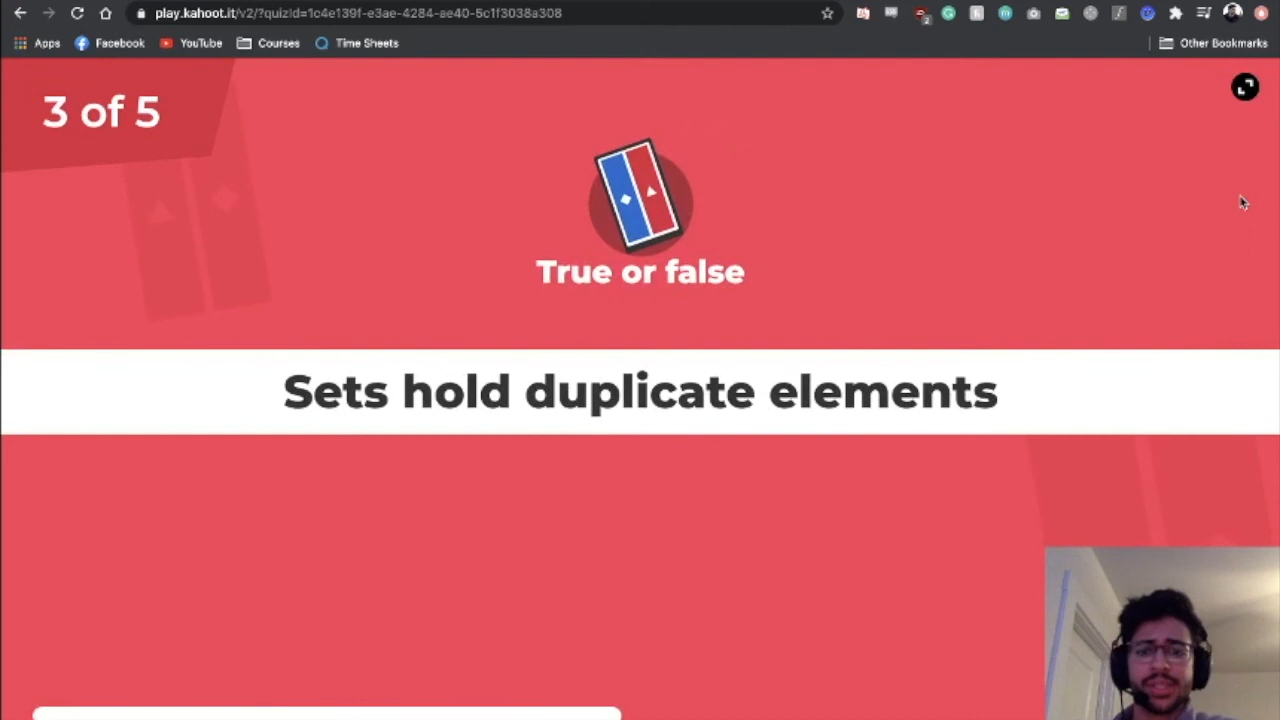 play.kahoot.it/v2/?quizId=1c4e139f-e3ae-4284-ae40-5c1f3038a308
2
Apps
Facebook
YouTube
Courses
Time Sheets
Other Bookmarks
3 of 5
True or false
Sets hold duplicate elements